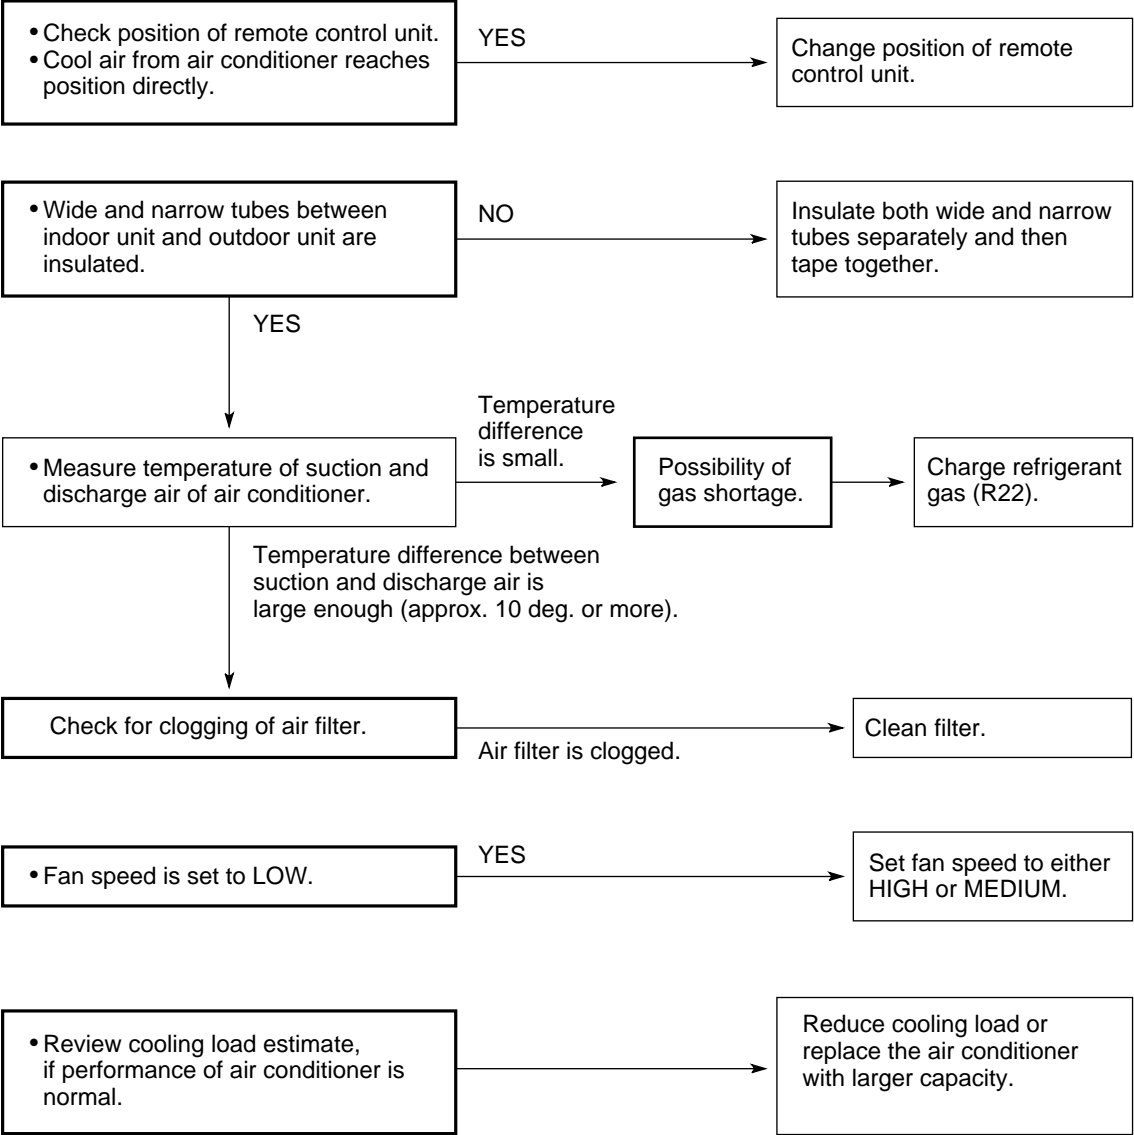 • Check position of remote control unit.
• Cool air from air conditioner reaches
position directly.
YES
Change position of remote
control unit.
• Wide and narrow tubes between
indoor unit and outdoor unit are
insulated.
NO
Insulate both wide and narrow
tubes separately and then
tape together.
YES
• Measure temperature of suction and
discharge air of air conditioner.
Temperature
difference
is small.
Possibility of
gas shortage.
Charge refrigerant
gas (R22).
Temperature difference between
suction and discharge air is
large enough (approx. 10 deg. or more).
Check for clogging of air filter.
Air filter is clogged.
Clean filter.
• Fan speed is set to LOW.
YES
Set fan speed to either
HIGH or MEDIUM.
• Review cooling load estimate,
if performance of air conditioner is
normal.
Reduce cooling load or
replace the air conditioner
with larger capacity.